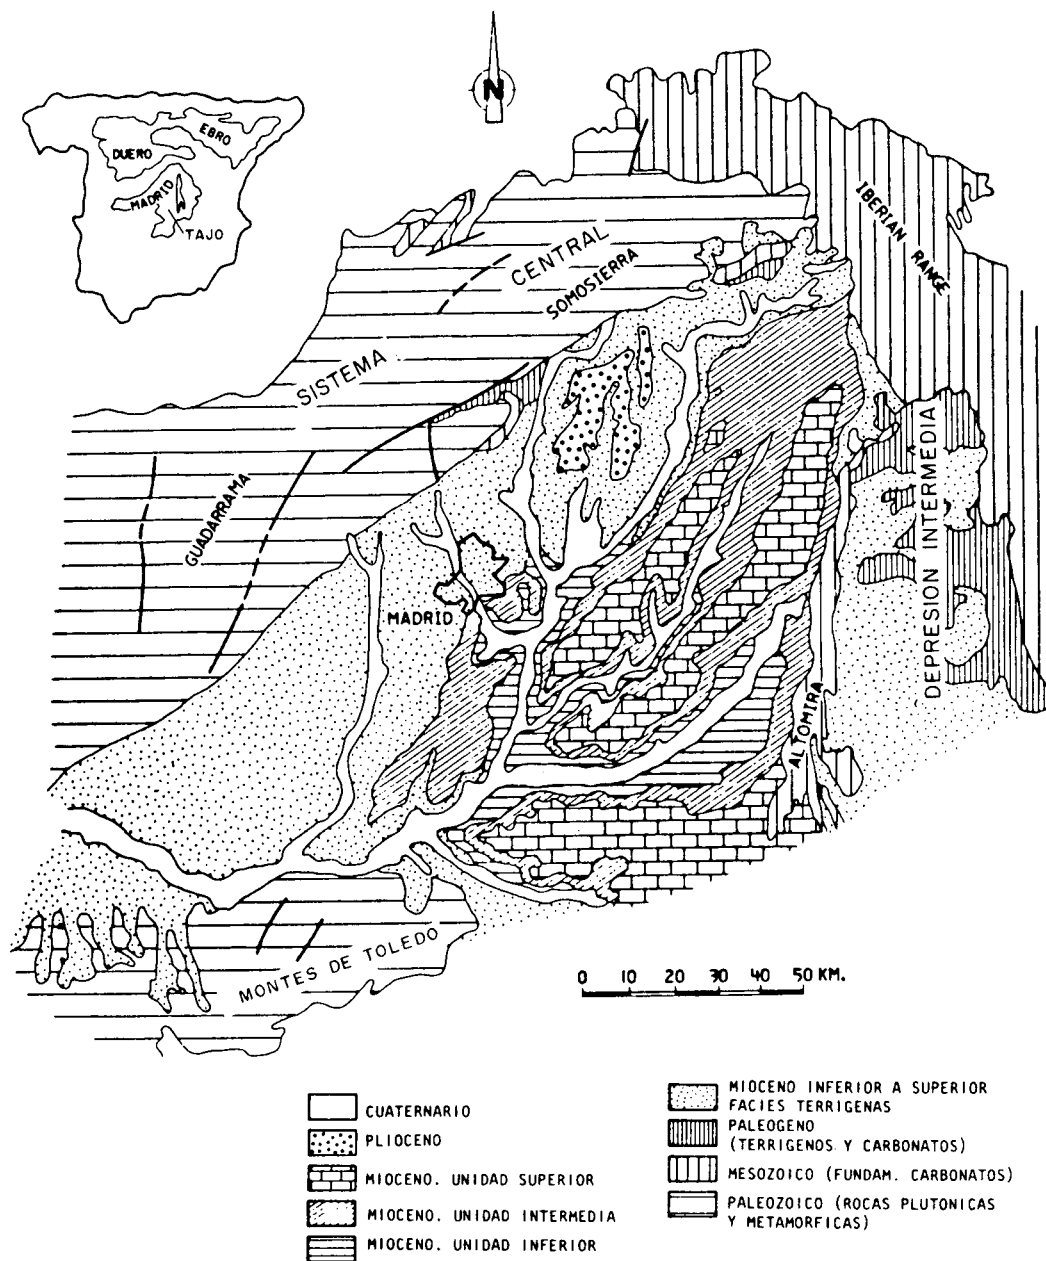 N
EBRO
DUERO
MADRID
TAJO
IBERIAN RANGE
SISTEMA CENTRAL
SOMOSIERRA
GUADARRAMA
MADRID
DEPRESION INTERMEDIA
ALTOMIRA
MONTES DE TOLEDO
0 10 20 30 40 50 KM.
CUATERNARIO
PLIOCENO
MIOCENO. UNIDAD SUPERIOR
MIOCENO. UNIDAD INTERMEDIA
MIOCENO. UNIDAD INFERIOR
MIOCENO INFERIOR A SUPERIOR
FACIES TERRIGENAS
PALEOGENO
(TERRIGENOS Y CARBONATOS)
MESOZOICO (FUNDAM. CARBONATOS)
PALEOZOICO (ROCAS PLUTONICAS
Y METAMORFICAS)